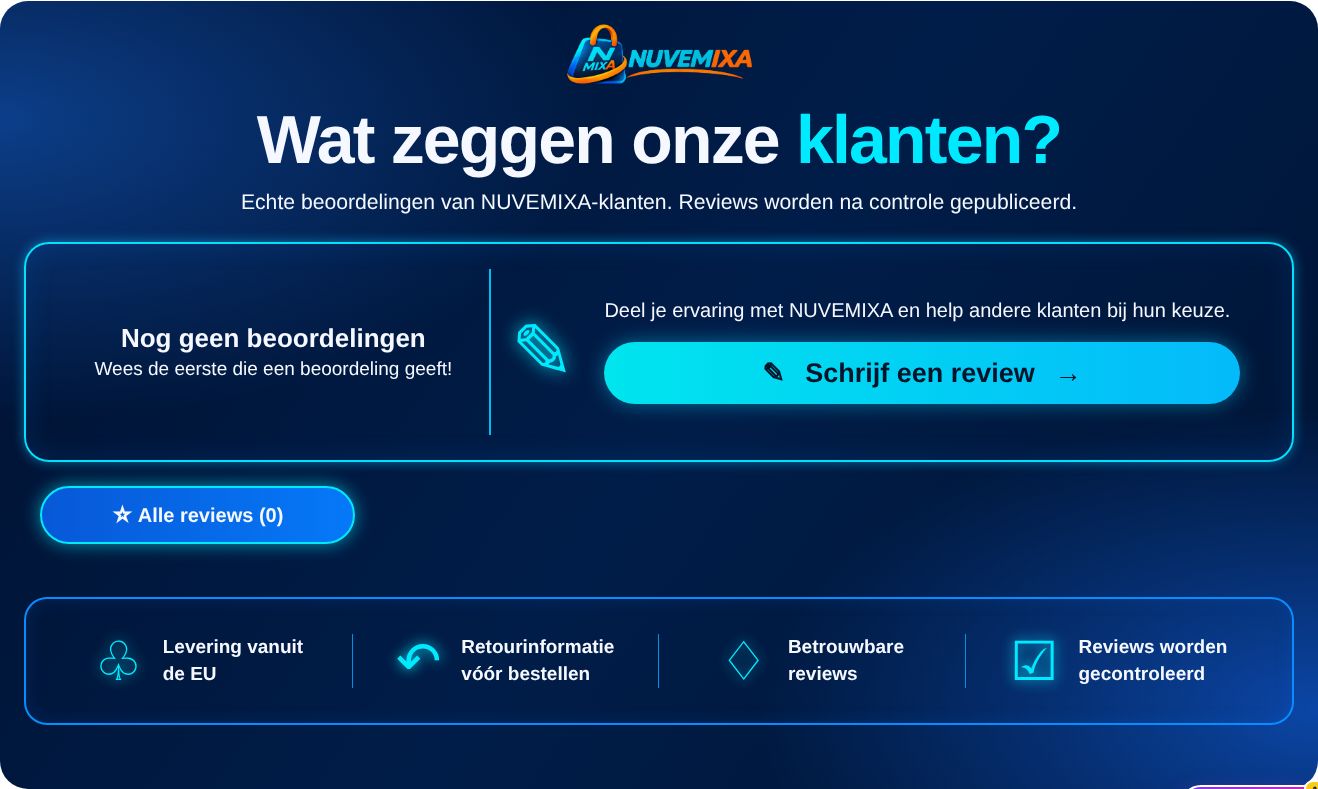 N
MIXA
NUVEMIXA
Wat zeggen onze klanten?
Echte beoordelingen van NUVEMIXA-klanten. Reviews worden na controle gepubliceerd.
Nog geen beoordelingen
Wees de eerste die een beoordeling geeft!
Deel je ervaring met NUVEMIXA en help andere klanten bij hun keuze.
✎ Schrijf een review →
☆ Alle reviews (0)
Levering vanuit
de EU
Retourinformatie
vóór bestellen
Betrouwbare
reviews
Reviews worden
gecontroleerd